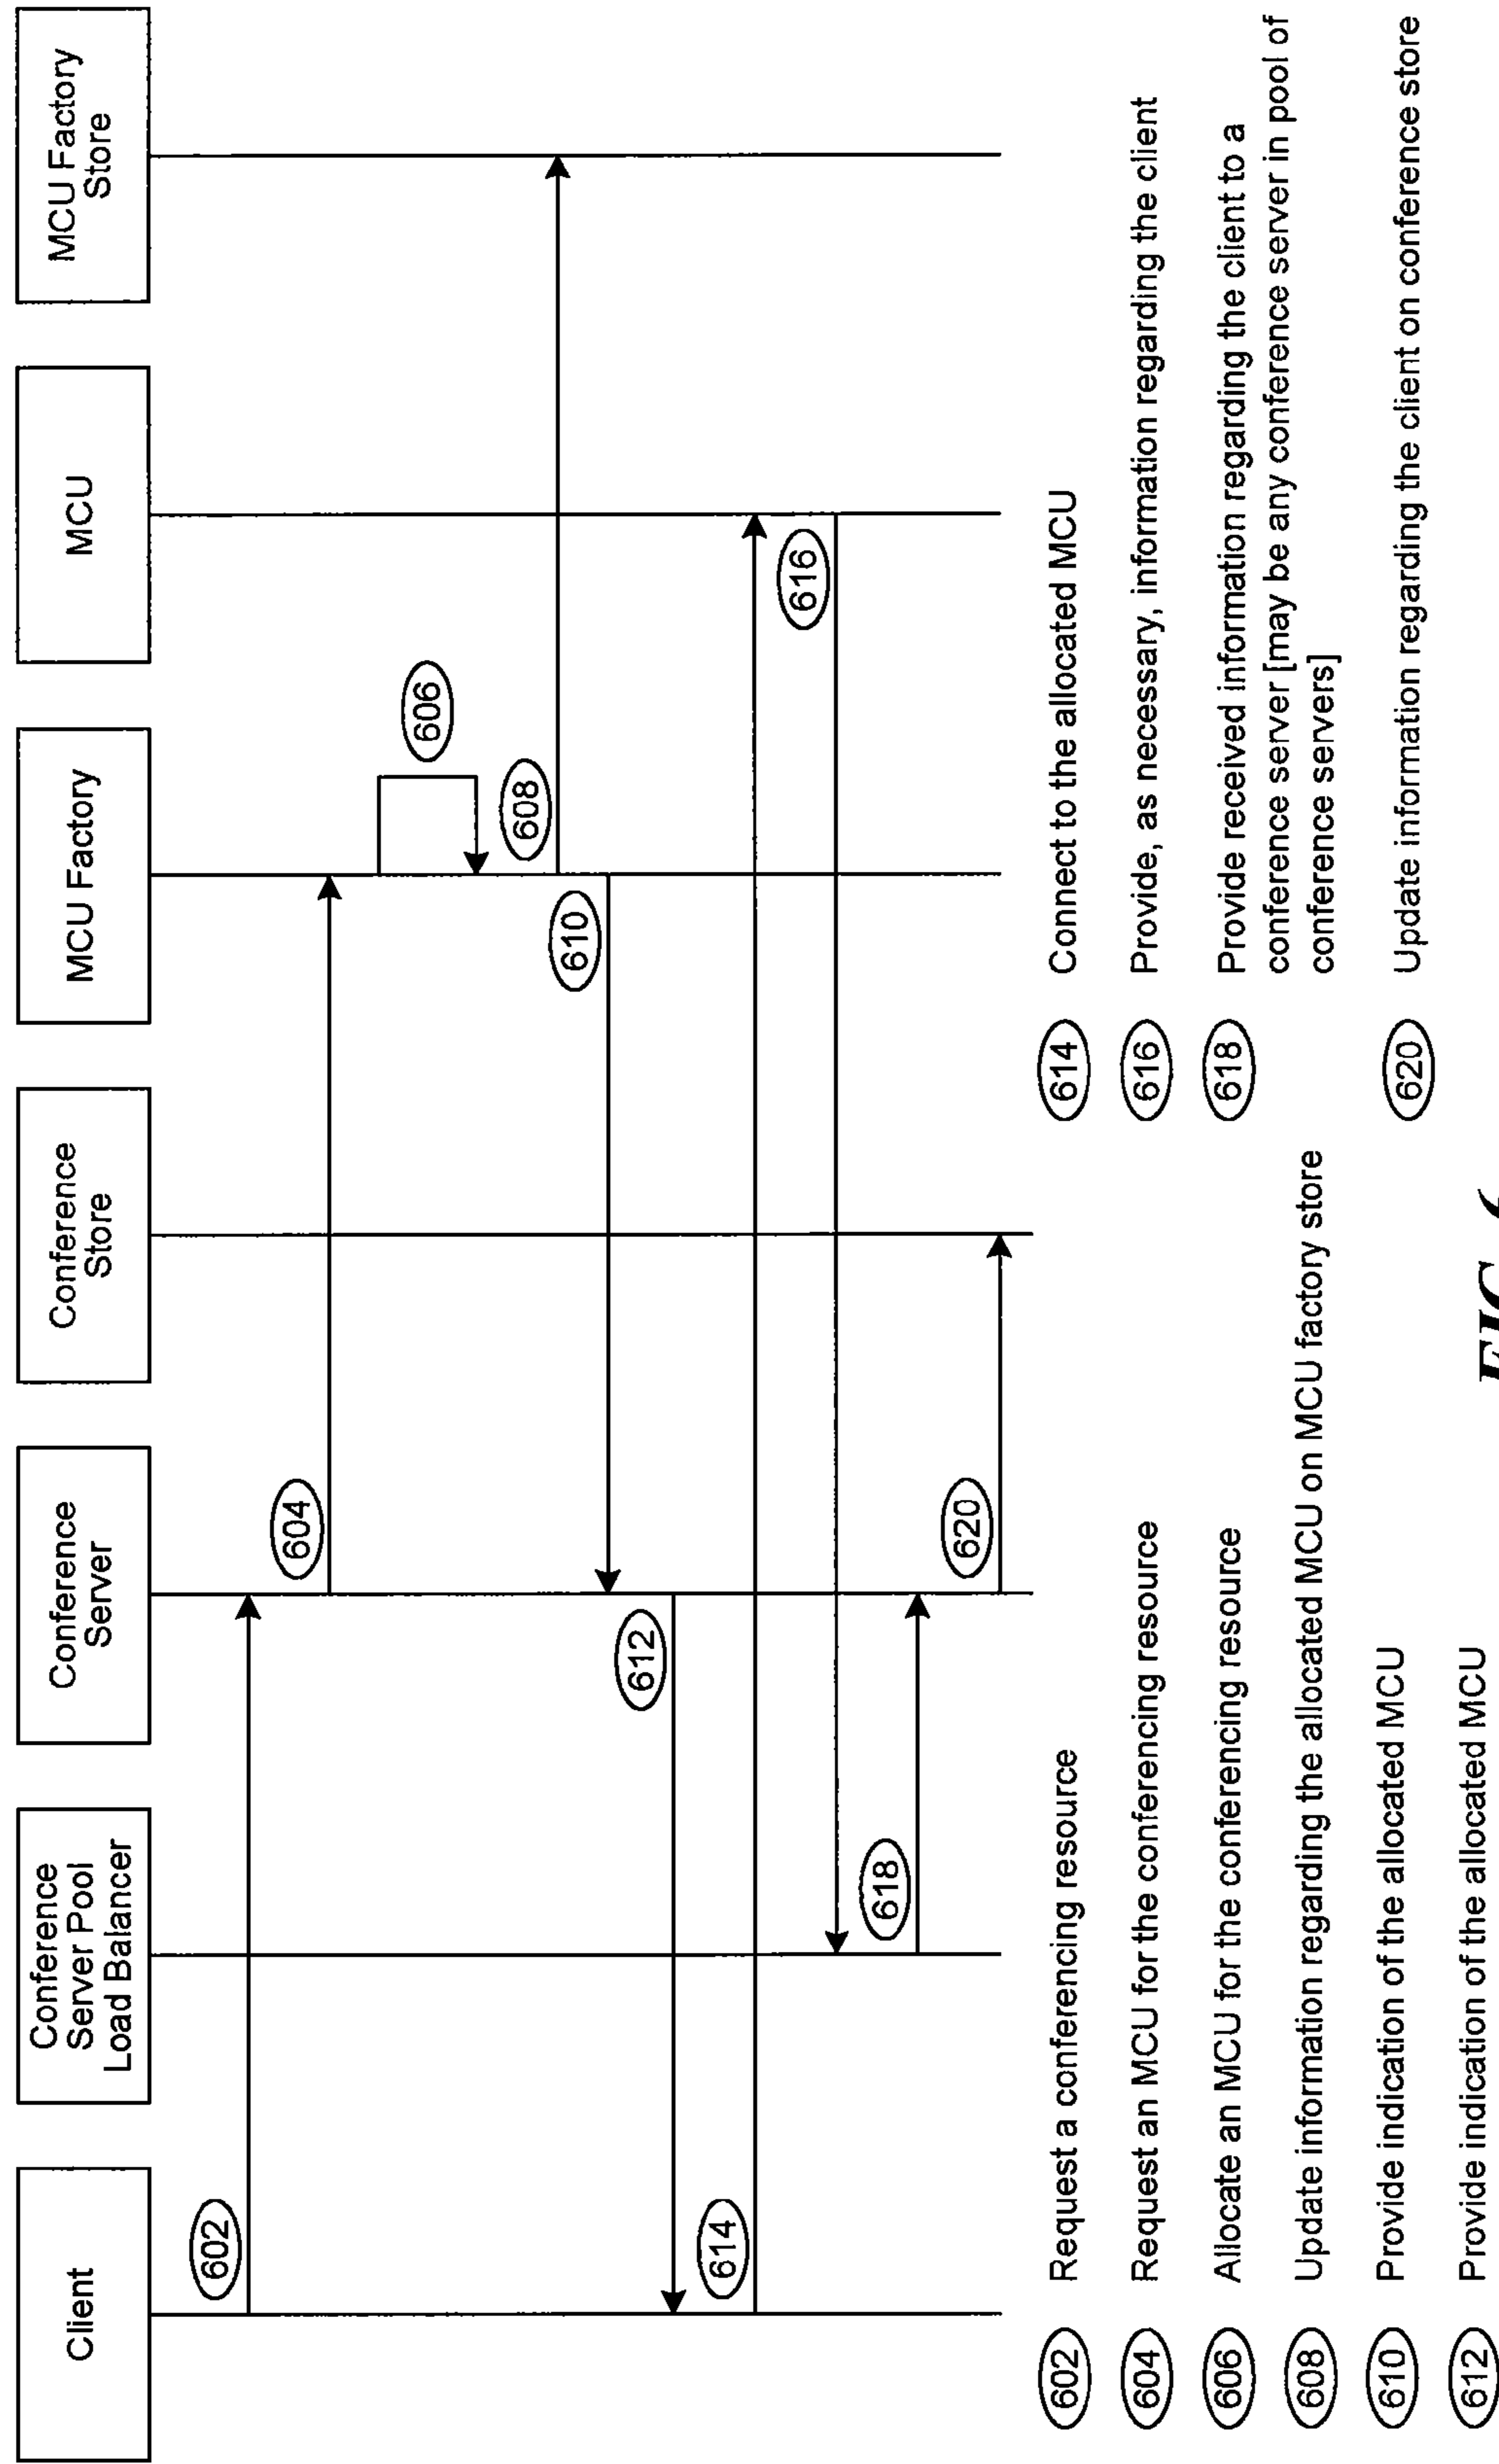 Client
Conference
Server Pool
Load Balancer
Conference
Server
Conference
Store
MCU Factory
MCU
MCU Factory
Store
602
604
606
608
610
612
614
616
618
620
602 Request a conferencing resource
604 Request an MCU for the conferencing resource
606 Allocate an MCU for the conferencing resource
608 Update information regarding the allocated MCU on MCU factory store
610 Provide indication of the allocated MCU
612 Provide indication of the allocated MCU
614 Connect to the allocated MCU
616 Provide, as necessary, information regarding the client
618 Provide received information regarding the client to a
conference server [may be any conference server in pool of
conference servers]
620 Update information regarding the client on conference store